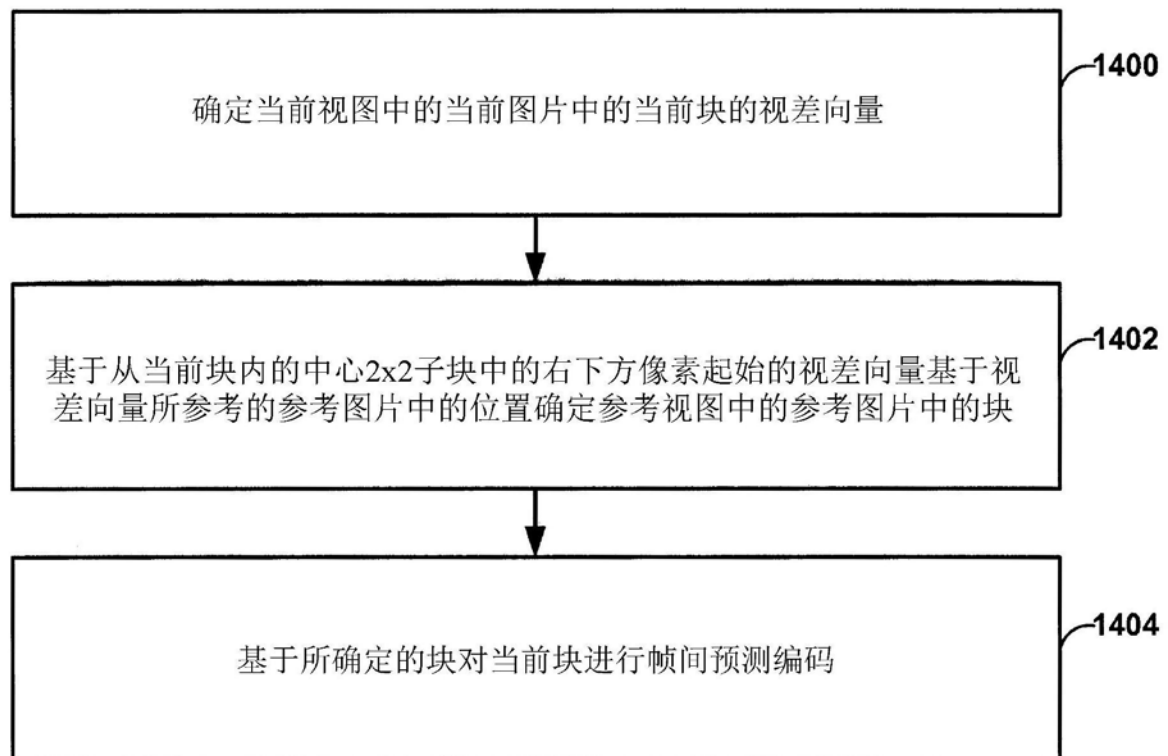 确定当前视图中的当前图片中的当前块的视差向量
1400
基于从当前块内的中心2x2子块中的右下方像素起始的视差向量基于视
差向量所参考的参考图片中的位置确定参考视图中的参考图片中的块
1402
基于所确定的块对当前块进行帧间预测编码
1404